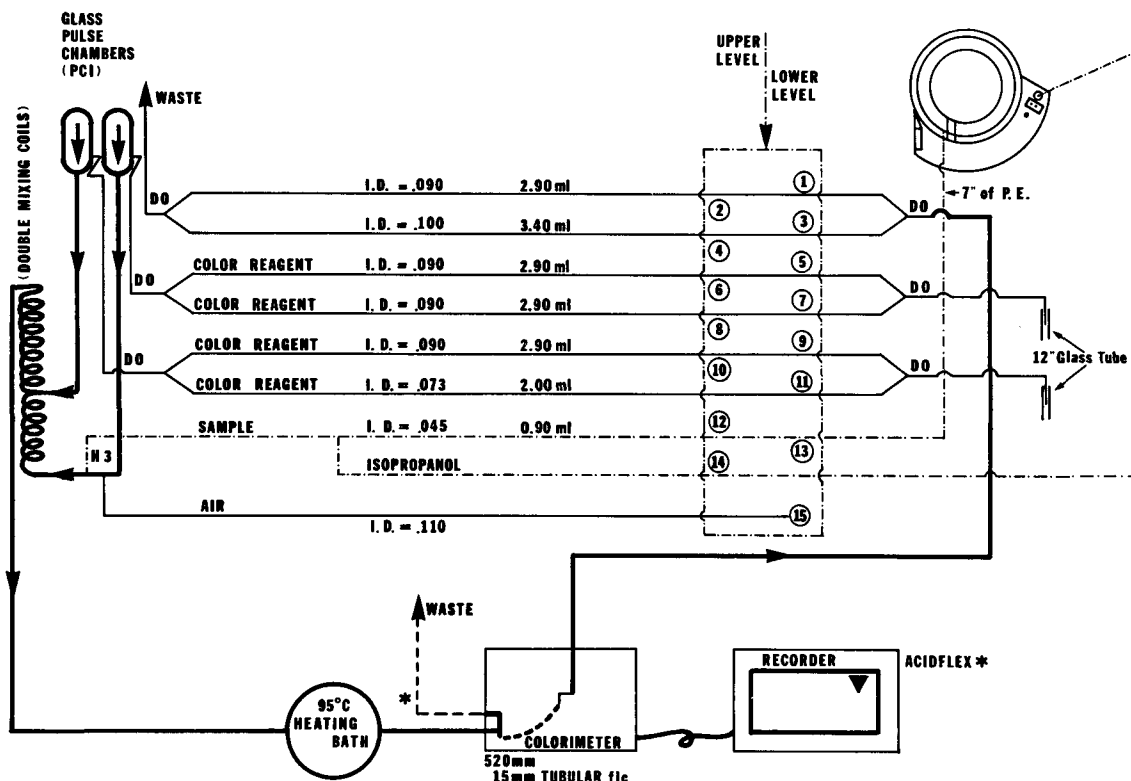 GLASS
PULSE
CHAMBERS
(PCI)
WASTE
UPPER
LEVEL
LOWER
LEVEL
(DOUBLE MIXING COILS)
DO
I.D. = .090 2.90 ml
1
7" of P. E.
DO
2
I.D. = .100 3.40 ml
3
4
DO
COLOR REAGENT I.D. = .090 2.90 ml
5
6
COLOR REAGENT I.D. = .090 2.90 ml
7
DO
8
DO
COLOR REAGENT I.D. = .090 2.90 ml
9
12" Glass Tube
10
COLOR REAGENT I.D. = .073 2.00 ml
11
DO
SAMPLE I. D. = .045 0.90 ml
12
13
H 3
ISOPROPANOL
14
AIR
I.D. = .110
15
WASTE
*
RECORDER
ACIDFLEX *
95°C
HEATING
BATH
COLORIMETER
520mm
15mm TUBULAR f/c